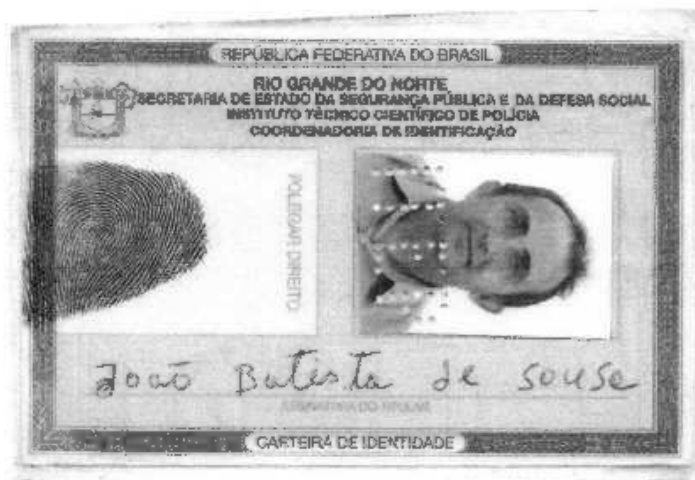 REPÚBLICA FEDERATIVA DO BRASIL
RIO GRANDE DO NORTE
SECRETARIA DE ESTADO DA SEGURANÇA PÚBLICA E DA DEFESA SOCIAL
INSTITUTO TÉCNICO CIENTÍFICO DE POLÍCIA
COORDENADORIA DE IDENTIFICAÇÃO
POLEGAR DIREITO
João Batista de Sousa
ASSINATURA DO TITULAR
CARTEIRA DE IDENTIDADE